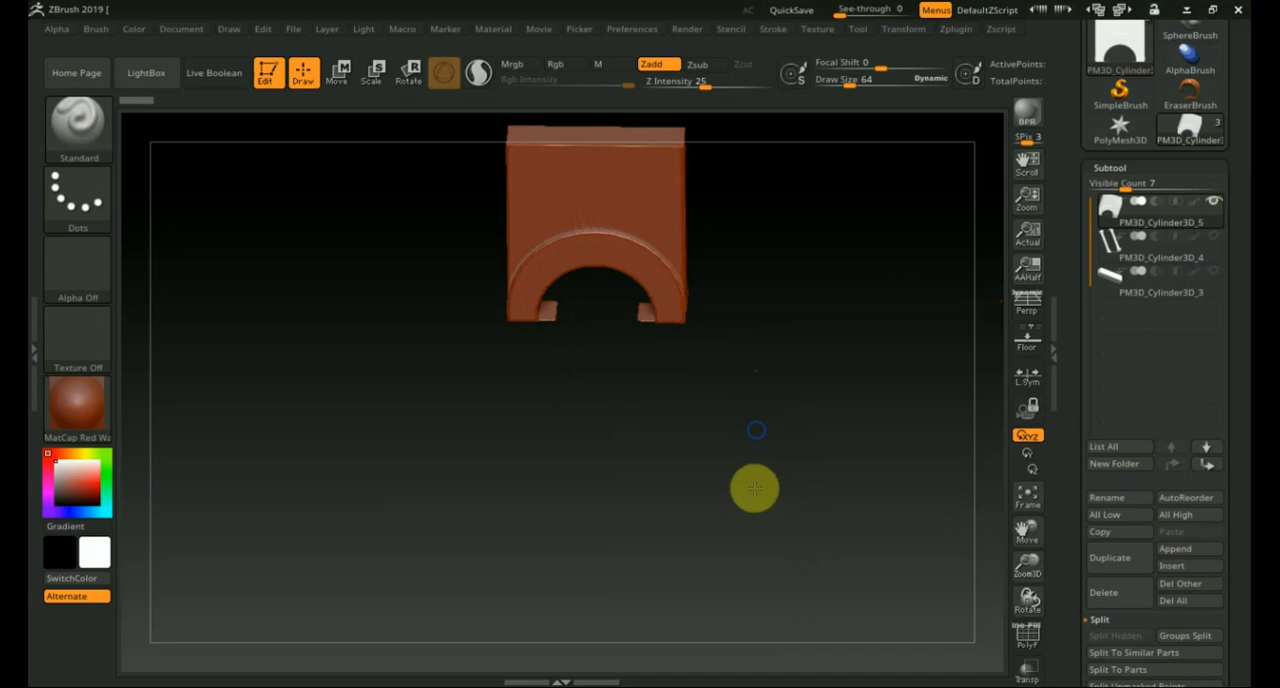 ZBrush 2019 [
AC QuickSave See-through 0 Menus DefaultZScript
Alpha Brush Color Document Draw Edit File Layer Light Macro Marker Material Movie Picker Preferences Render Stencil Stroke Texture Tool Transform Zplugin Zscript
Home Page LightBox Live Boolean Edit Draw Move Scale Rotate
Mrgb Rgb M Zadd Zsub Zcut
Rgb Intensity Z Intensity 25
Focal Shift 0
Draw Size 64 Dynamic
ActivePoints:
TotalPoints:
Standard
Dots
Alpha Off
Texture Off
MatCap Red Wa
Gradient
SwitchColor
Alternate
BPR
SPix 3
Scroll
Zoom
Actual
AAHalf
Dynamic
Persp
Floor
L.Sym
XYZ
Frame
Move
Zoom3D
Rotate
PolyF
Transp
SphereBrush
PM3D_Cylinder:
AlphaBrush
SimpleBrush EraserBrush
3
PolyMesh3D PM3D_Cylinder:
Subtool
Visible Count 7
PM3D_Cylinder3D_5
PM3D_Cylinder3D_4
PM3D_Cylinder3D_3
List All
New Folder
Rename AutoReorder
All Low All High
Copy Paste
Duplicate Append
Insert
Delete Del Other
Del All
Split
Split Hidden Groups Split
Split To Similar Parts
Split To Parts
Split Unmasked Points